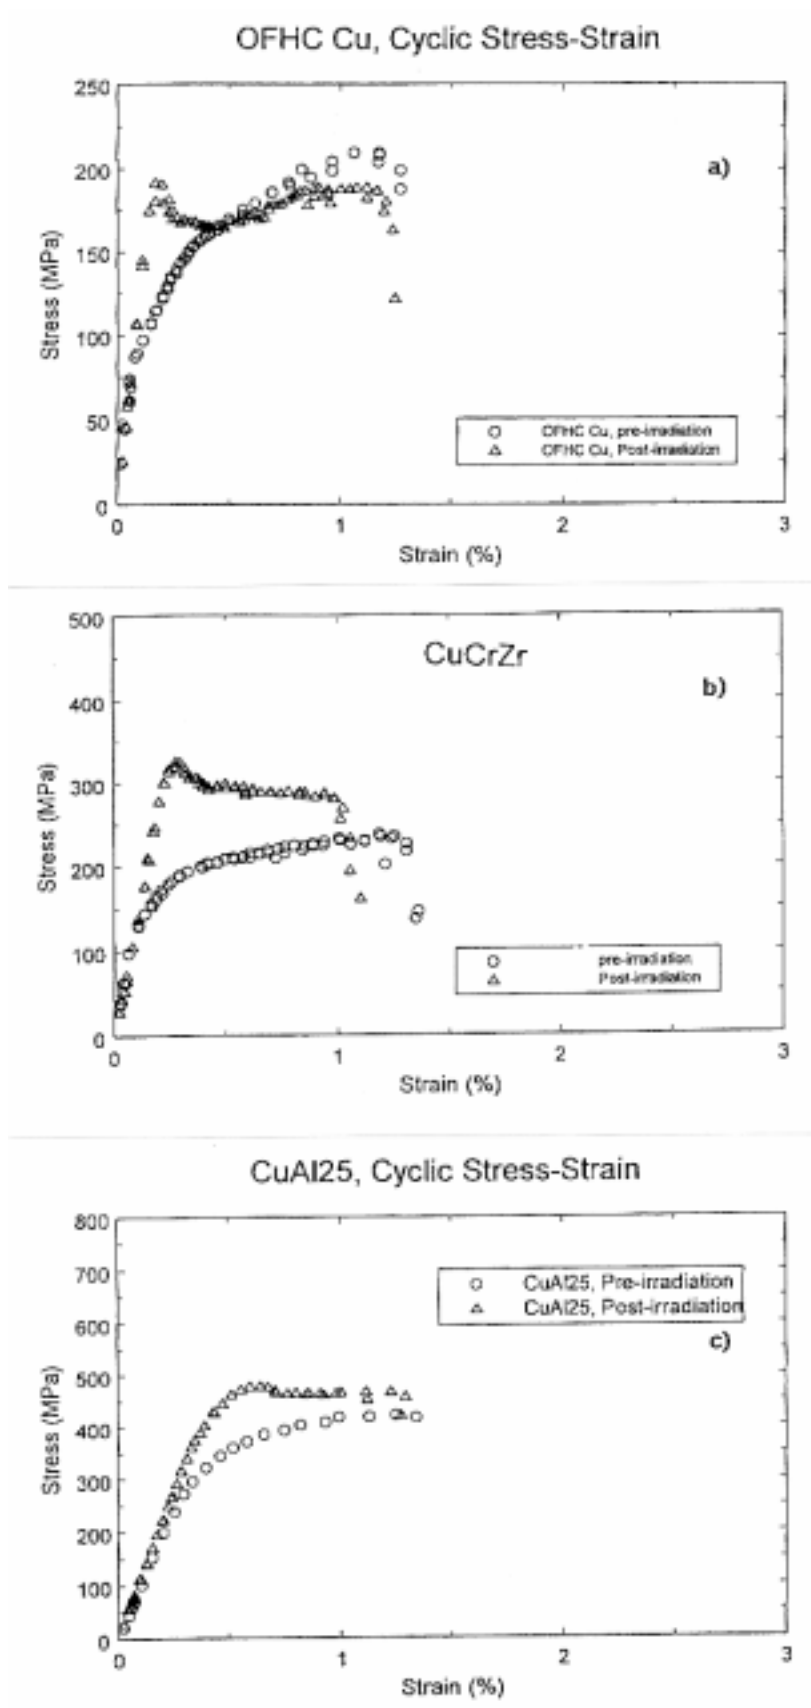 OFHC Cu, Cyclic Stress-Strain
250
200
150
100
50
0
a)
Stress (MPa)
OFHC Cu, pre-irradiation
OFHC Cu, Post-irradiation
0 1 2 3
Strain (%)
500
400
300
200
100
0
CuCrZr
b)
Stress (MPa)
pre-irradiation
Post-irradiation
0 1 2 3
Strain (%)
CuAl25, Cyclic Stress-Strain
800
700
600
500
400
300
200
100
0
CuAl25, Pre-irradiation
CuAl25, Post-irradiation
c)
Stress (MPa)
0 1 2 3
Strain (%)